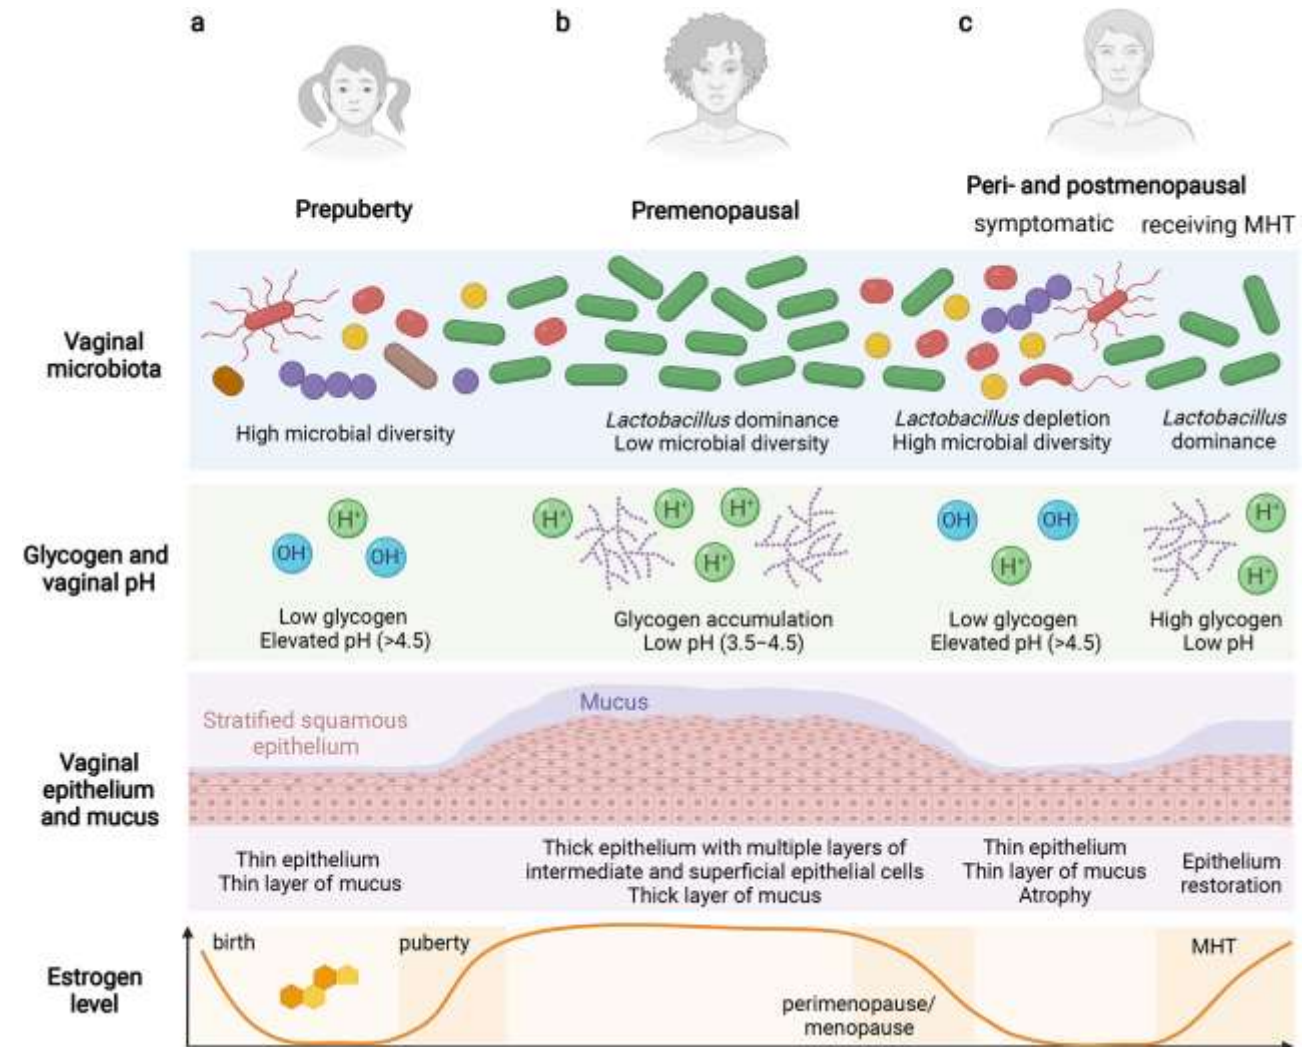 a
b
c
Prepuberty
Premenopausal
Peri- and postmenopausal
symptomatic
receiving MHT
Vaginal
microbiota
High microbial diversity
Lactobacillus dominance
Low microbial diversity
Lactobacillus depletion
High microbial diversity
Lactobacillus
dominance
Glycogen and
vaginal pH
H⁺
OH⁻
OH⁻
Low glycogen
Elevated pH (>4.5)
H⁺
H⁺
H⁺
H⁺
Glycogen accumulation
Low pH (3.5–4.5)
OH⁻
OH⁻
H⁺
Low glycogen
Elevated pH (>4.5)
H⁺
H⁺
High glycogen
Low pH
Vaginal
epithelium
and mucus
Stratified squamous
epithelium
Mucus
Thin epithelium
Thin layer of mucus
Thick epithelium with multiple layers of
intermediate and superficial epithelial cells
Thick layer of mucus
Thin epithelium
Thin layer of mucus
Atrophy
Epithelium
restoration
Estrogen
level
birth
puberty
perimenopause/
menopause
MHT